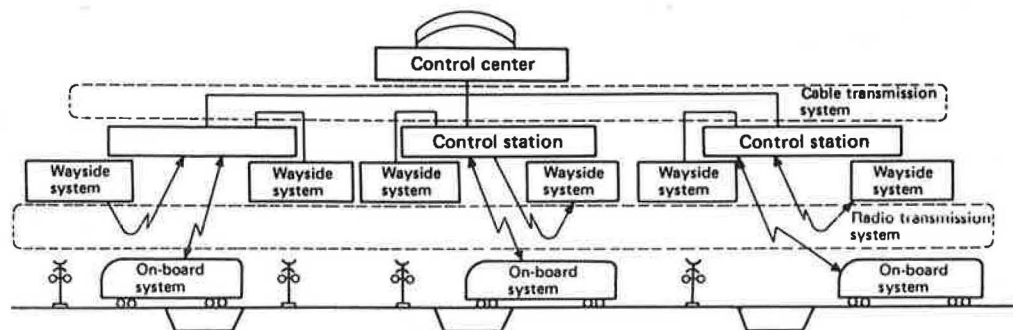 Control center
Cable transmission
system
Control station
Control station
Wayside
system
Wayside
system
Wayside
system
Wayside
system
Wayside
system
Wayside
system
Radio transmission
system
On-board
system
On-board
system
On-board
system